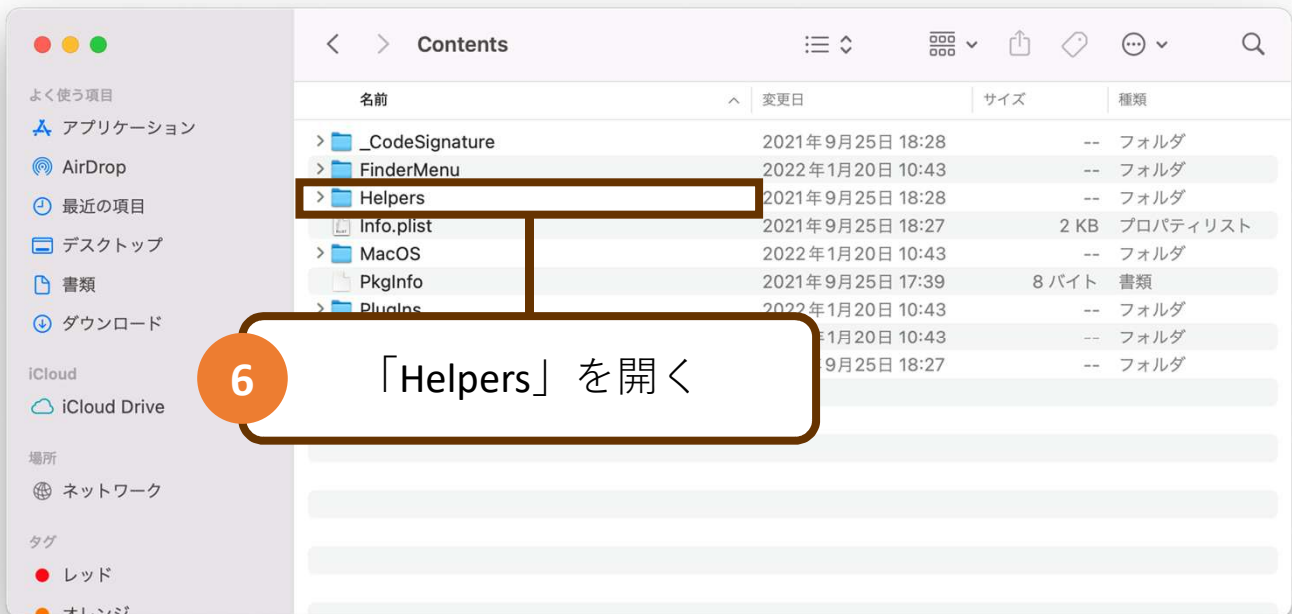 Contents
よく使う項目
アプリケーション
AirDrop
最近の項目
デスクトップ
書類
ダウンロード
iCloud
iCloud Drive
場所
ネットワーク
タグ
レッド
オレンジ
名前 変更日 サイズ 種類
_CodeSignature 2021年9月25日 18:28 -- フォルダ
FinderMenu 2022年1月20日 10:43 -- フォルダ
Helpers 2021年9月25日 18:28 -- フォルダ
Info.plist 2021年9月25日 18:27 2 KB プロパティリスト
MacOS 2022年1月20日 10:43 -- フォルダ
PkgInfo 2021年9月25日 17:39 8 バイト 書類
PlugIns 2022年1月20日 10:43 -- フォルダ
1月20日 10:43 -- フォルダ
9月25日 18:27 -- フォルダ
6 「Helpers」を開く